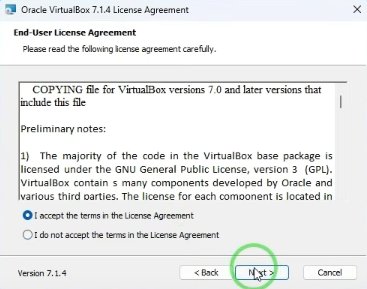 Oracle VirtualBox 7.1.4 License Agreement
End-User License Agreement
Please read the following license agreement carefully.
COPYING file for VirtualBox versions 7.0 and later versions that
include this file
Preliminary notes:
1) The majority of the code in the VirtualBox base package is
licensed under the GNU General Public License, version 3 (GPL).
VirtualBox contain s many components developed by Oracle and
various third parties. The license for each component is located in
I accept the terms in the License Agreement
I do not accept the terms in the License Agreement
Version 7.1.4
< Back
Next >
Cancel